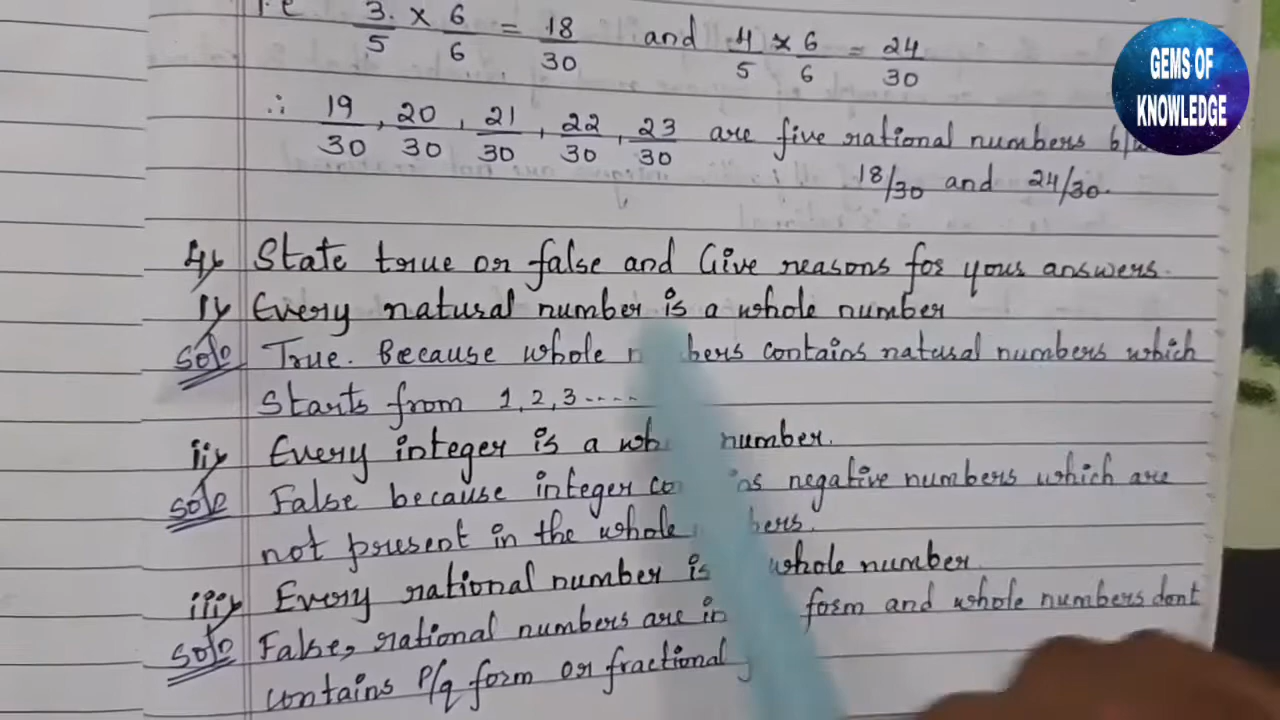 3/5 × 6/6 = 18/30 and 4/5 × 6/6 = 24/30
∴ 19/30, 20/30, 21/30, 22/30, 23/30 are five rational numbers
18/30 and 24/30.
4) State true or false and Give reasons for your answers.
i) Every natural number is a whole number
Solo True. Because whole contains natural numbers which
Starts from 1, 2, 3 .....
ii) Every integer is a number.
Solo False because integer negative numbers which are
not present in the whole
iii) Every rational number is whole number.
Solo False, rational numbers are in form and whole numbers dont
contains P/q form or fractional
GEMS OF
KNOWLEDGE